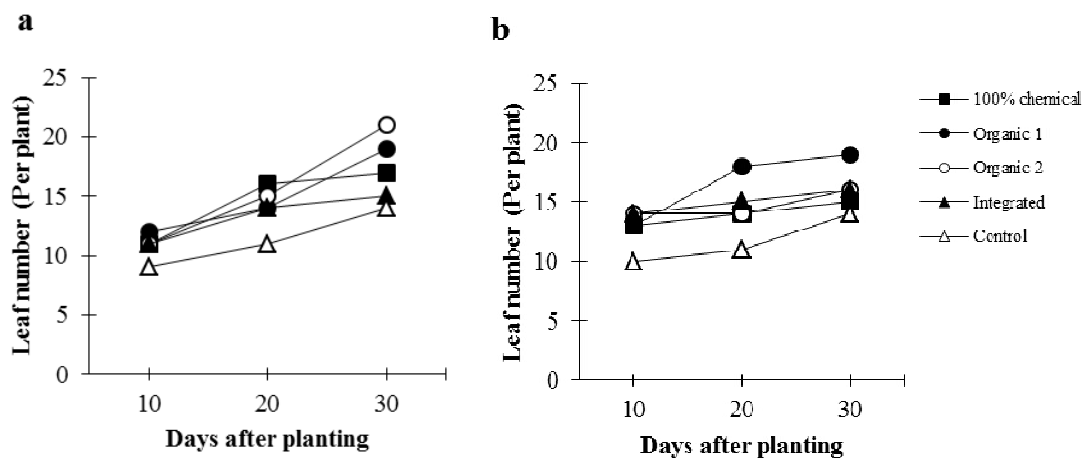 a
Leaf number (Per plant)
25
20
15
10
5
0
10 20 30
Days after planting
b
Leaf number (Per plant)
25
20
15
10
5
0
10 20 30
Days after planting
100% chemical
Organic 1
Organic 2
Integrated
Control